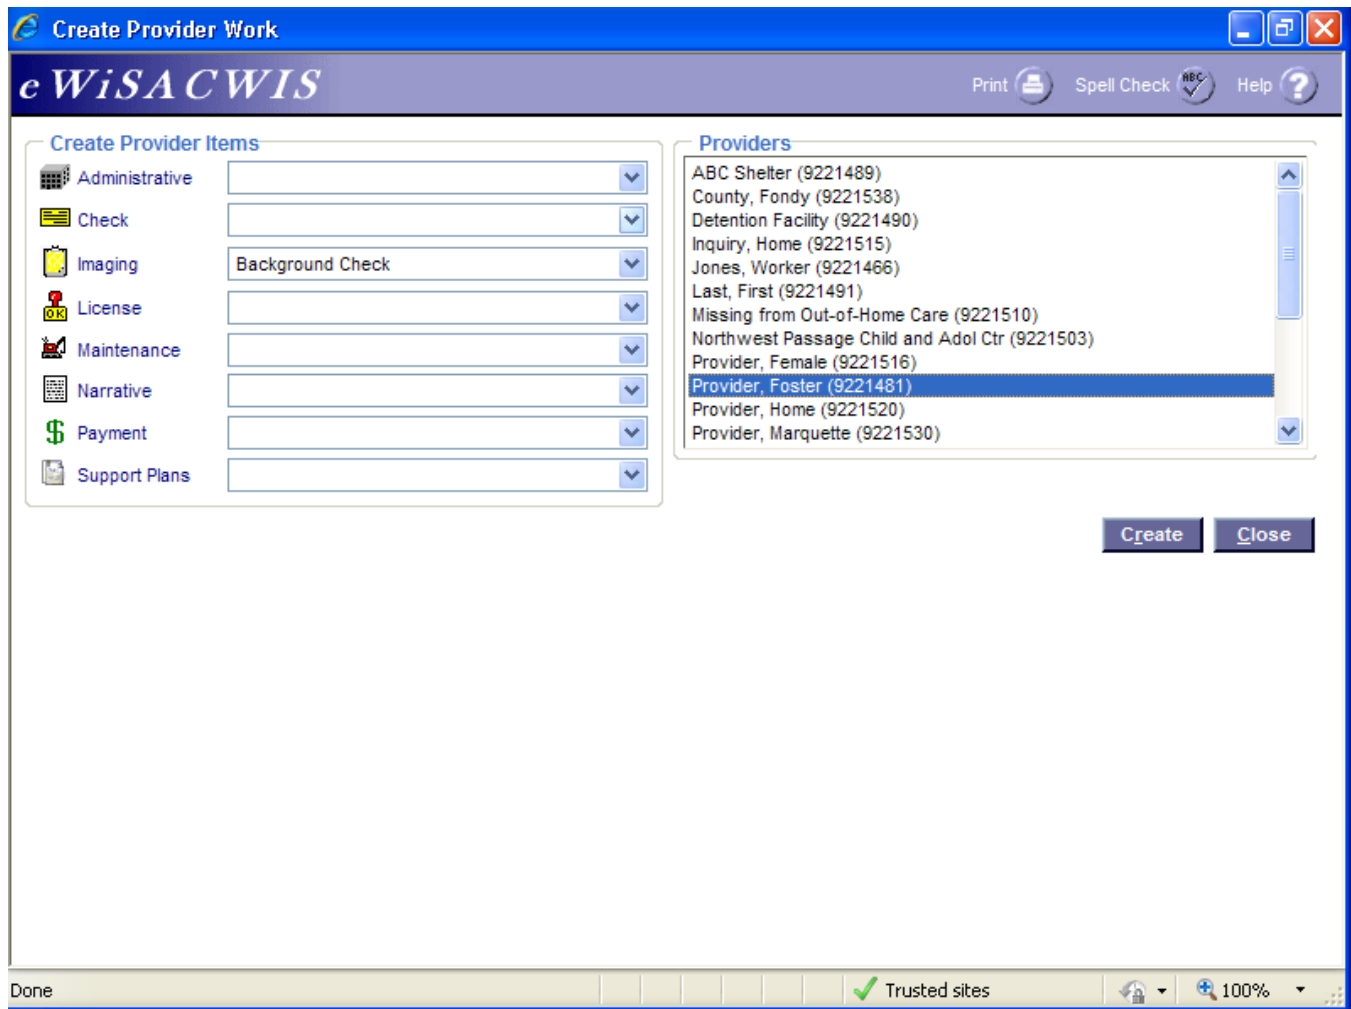 Create Provider Work
eWiSACWIS
Print
Spell Check
ABC
Help
?
Create Provider Items
Administrative
Check
Imaging
Background Check
OK
License
Maintenance
Narrative
$
Payment
Support Plans
Providers
ABC Shelter (9221489)
County, Fondy (9221538)
Detention Facility (9221490)
Inquiry, Home (9221515)
Jones, Worker (9221466)
Last, First (9221491)
Missing from Out-of-Home Care (9221510)
Northwest Passage Child and Adol Ctr (9221503)
Provider, Female (9221516)
Provider, Foster (9221481)
Provider, Home (9221520)
Provider, Marquette (9221530)
Create
Close
Done
Trusted sites
100%